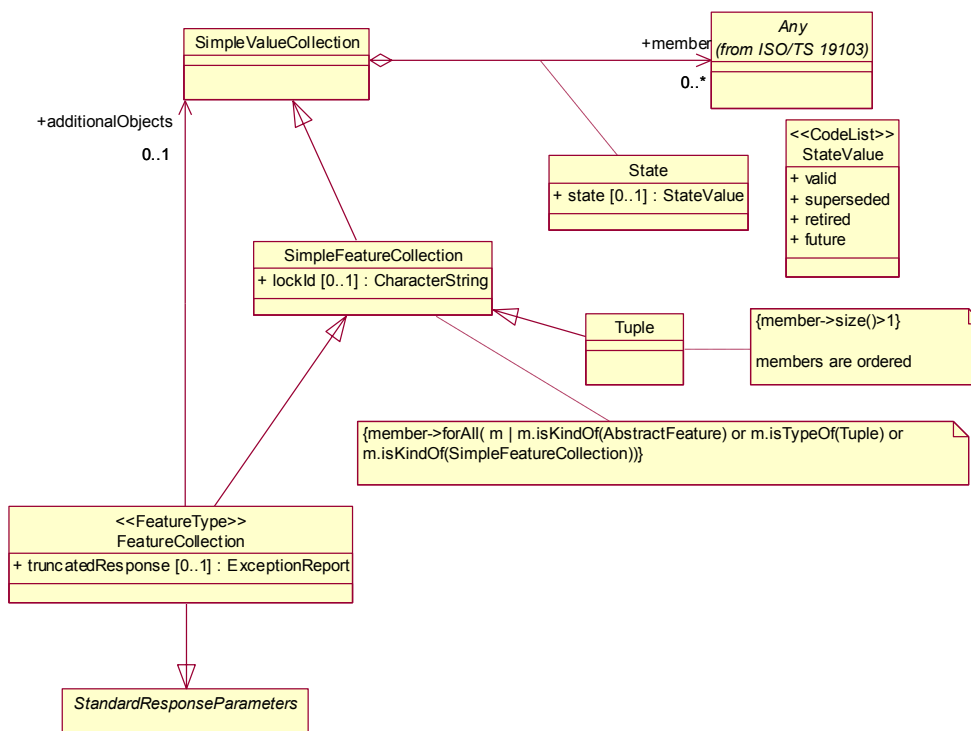 SimpleValueCollection
+member
0..*
Any
(from ISO/TS 19103)
+additionalObjects
0..1
State
+ state [0..1] : StateValue
<<CodeList>>
StateValue
+ valid
+ superseded
+ retired
+ future
SimpleFeatureCollection
+ lockId [0..1] : CharacterString
Tuple
{member->size()>1}
members are ordered
{member->forAll( m | m.isKindOf(AbstractFeature) or m.isTypeOf(Tuple) or
m.isKindOf(SimpleFeatureCollection))}
<<FeatureType>>
FeatureCollection
+ truncatedResponse [0..1] : ExceptionReport
StandardResponseParameters